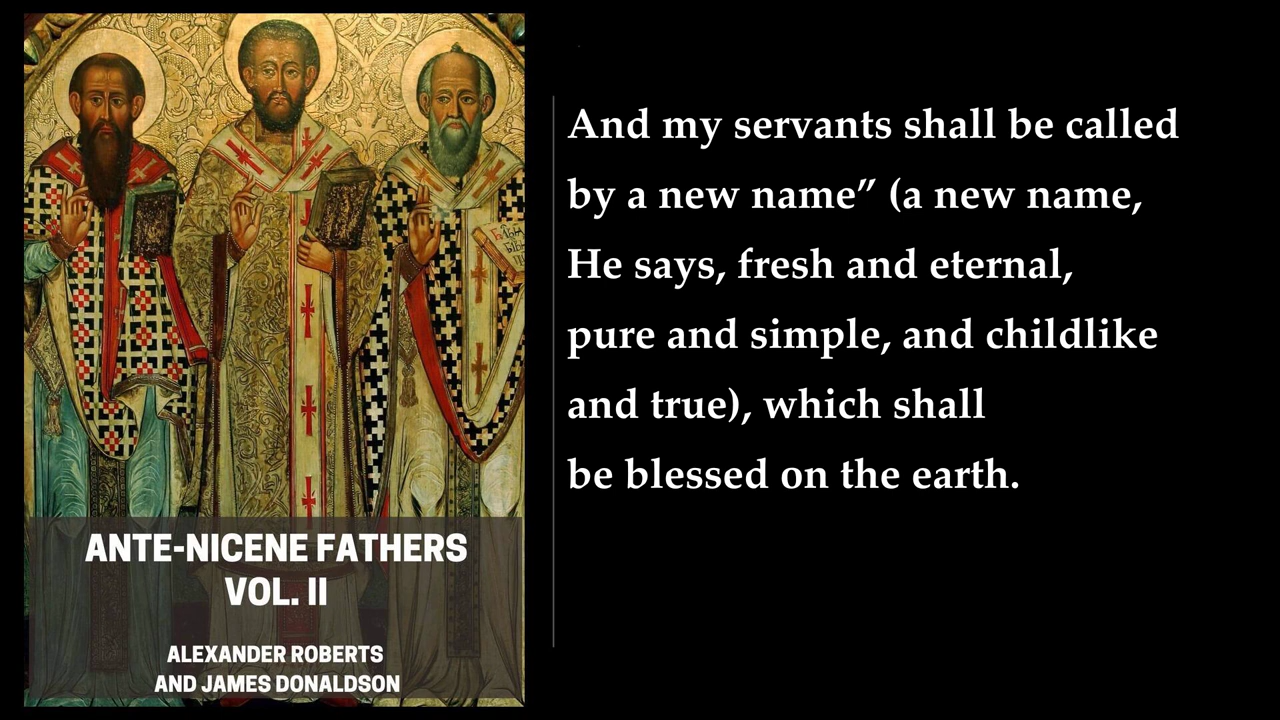 ANTE-NICENE FATHERS
VOL. II
ALEXANDER ROBERTS
AND JAMES DONALDSON
And my servants shall be called
by a new name” (a new name,
He says, fresh and eternal,
pure and simple, and childlike
and true), which shall
be blessed on the earth.